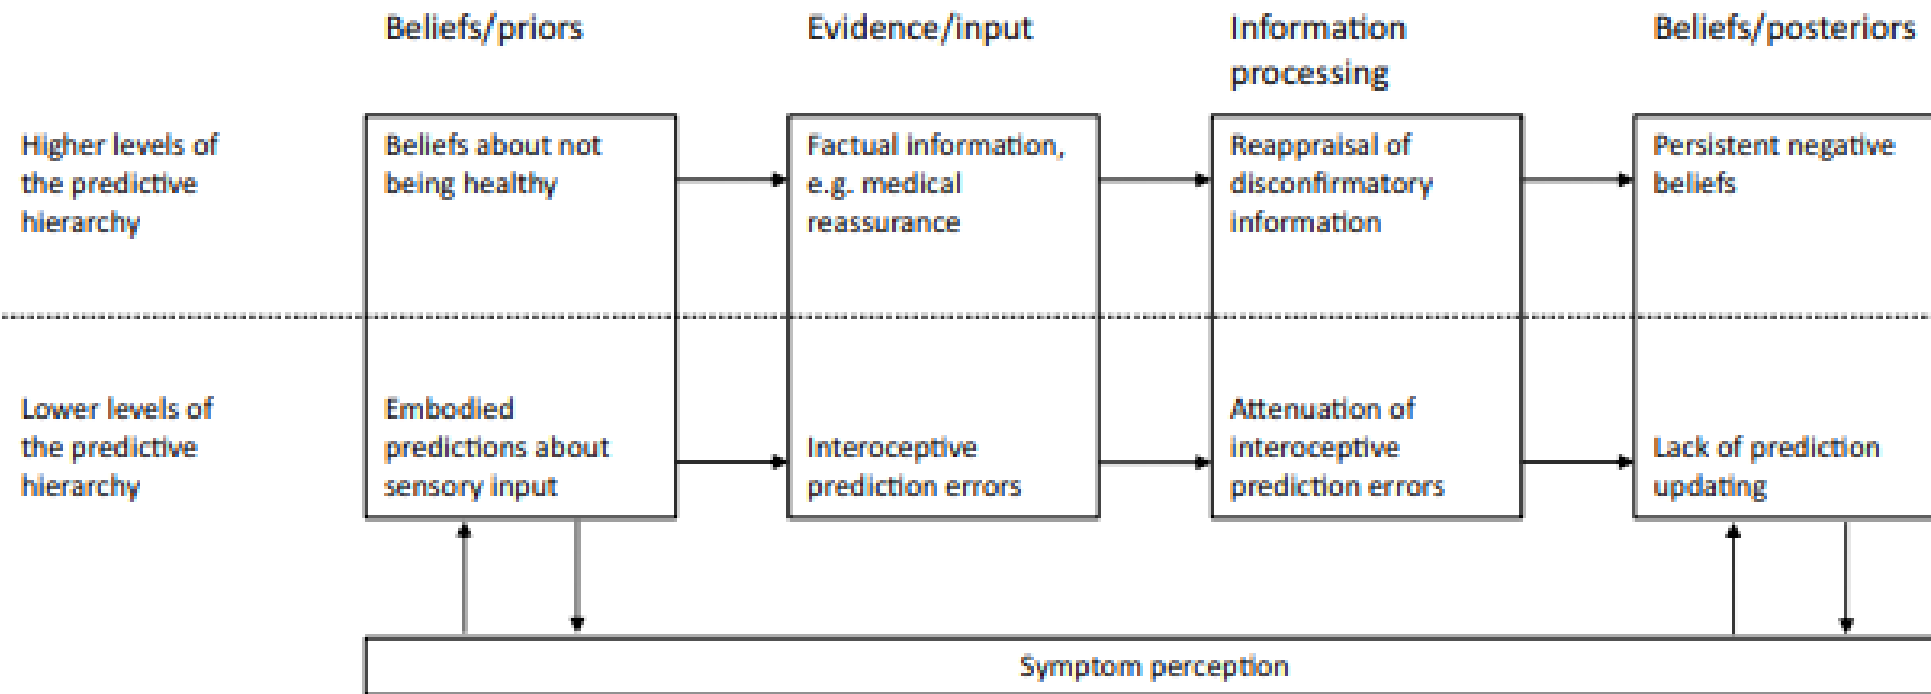 Beliefs/priors
Evidence/input
Information
processing
Beliefs/posteriors
Higher levels of
the predictive
hierarchy
Beliefs about not
being healthy
Factual information,
e.g. medical
reassurance
Reappraisal of
disconfirmatory
information
Persistent negative
beliefs
Lower levels of
the predictive
hierarchy
Embodied
predictions about
sensory input
Interoceptive
prediction errors
Attenuation of
interoceptive
prediction errors
Lack of prediction
updating
Symptom perception